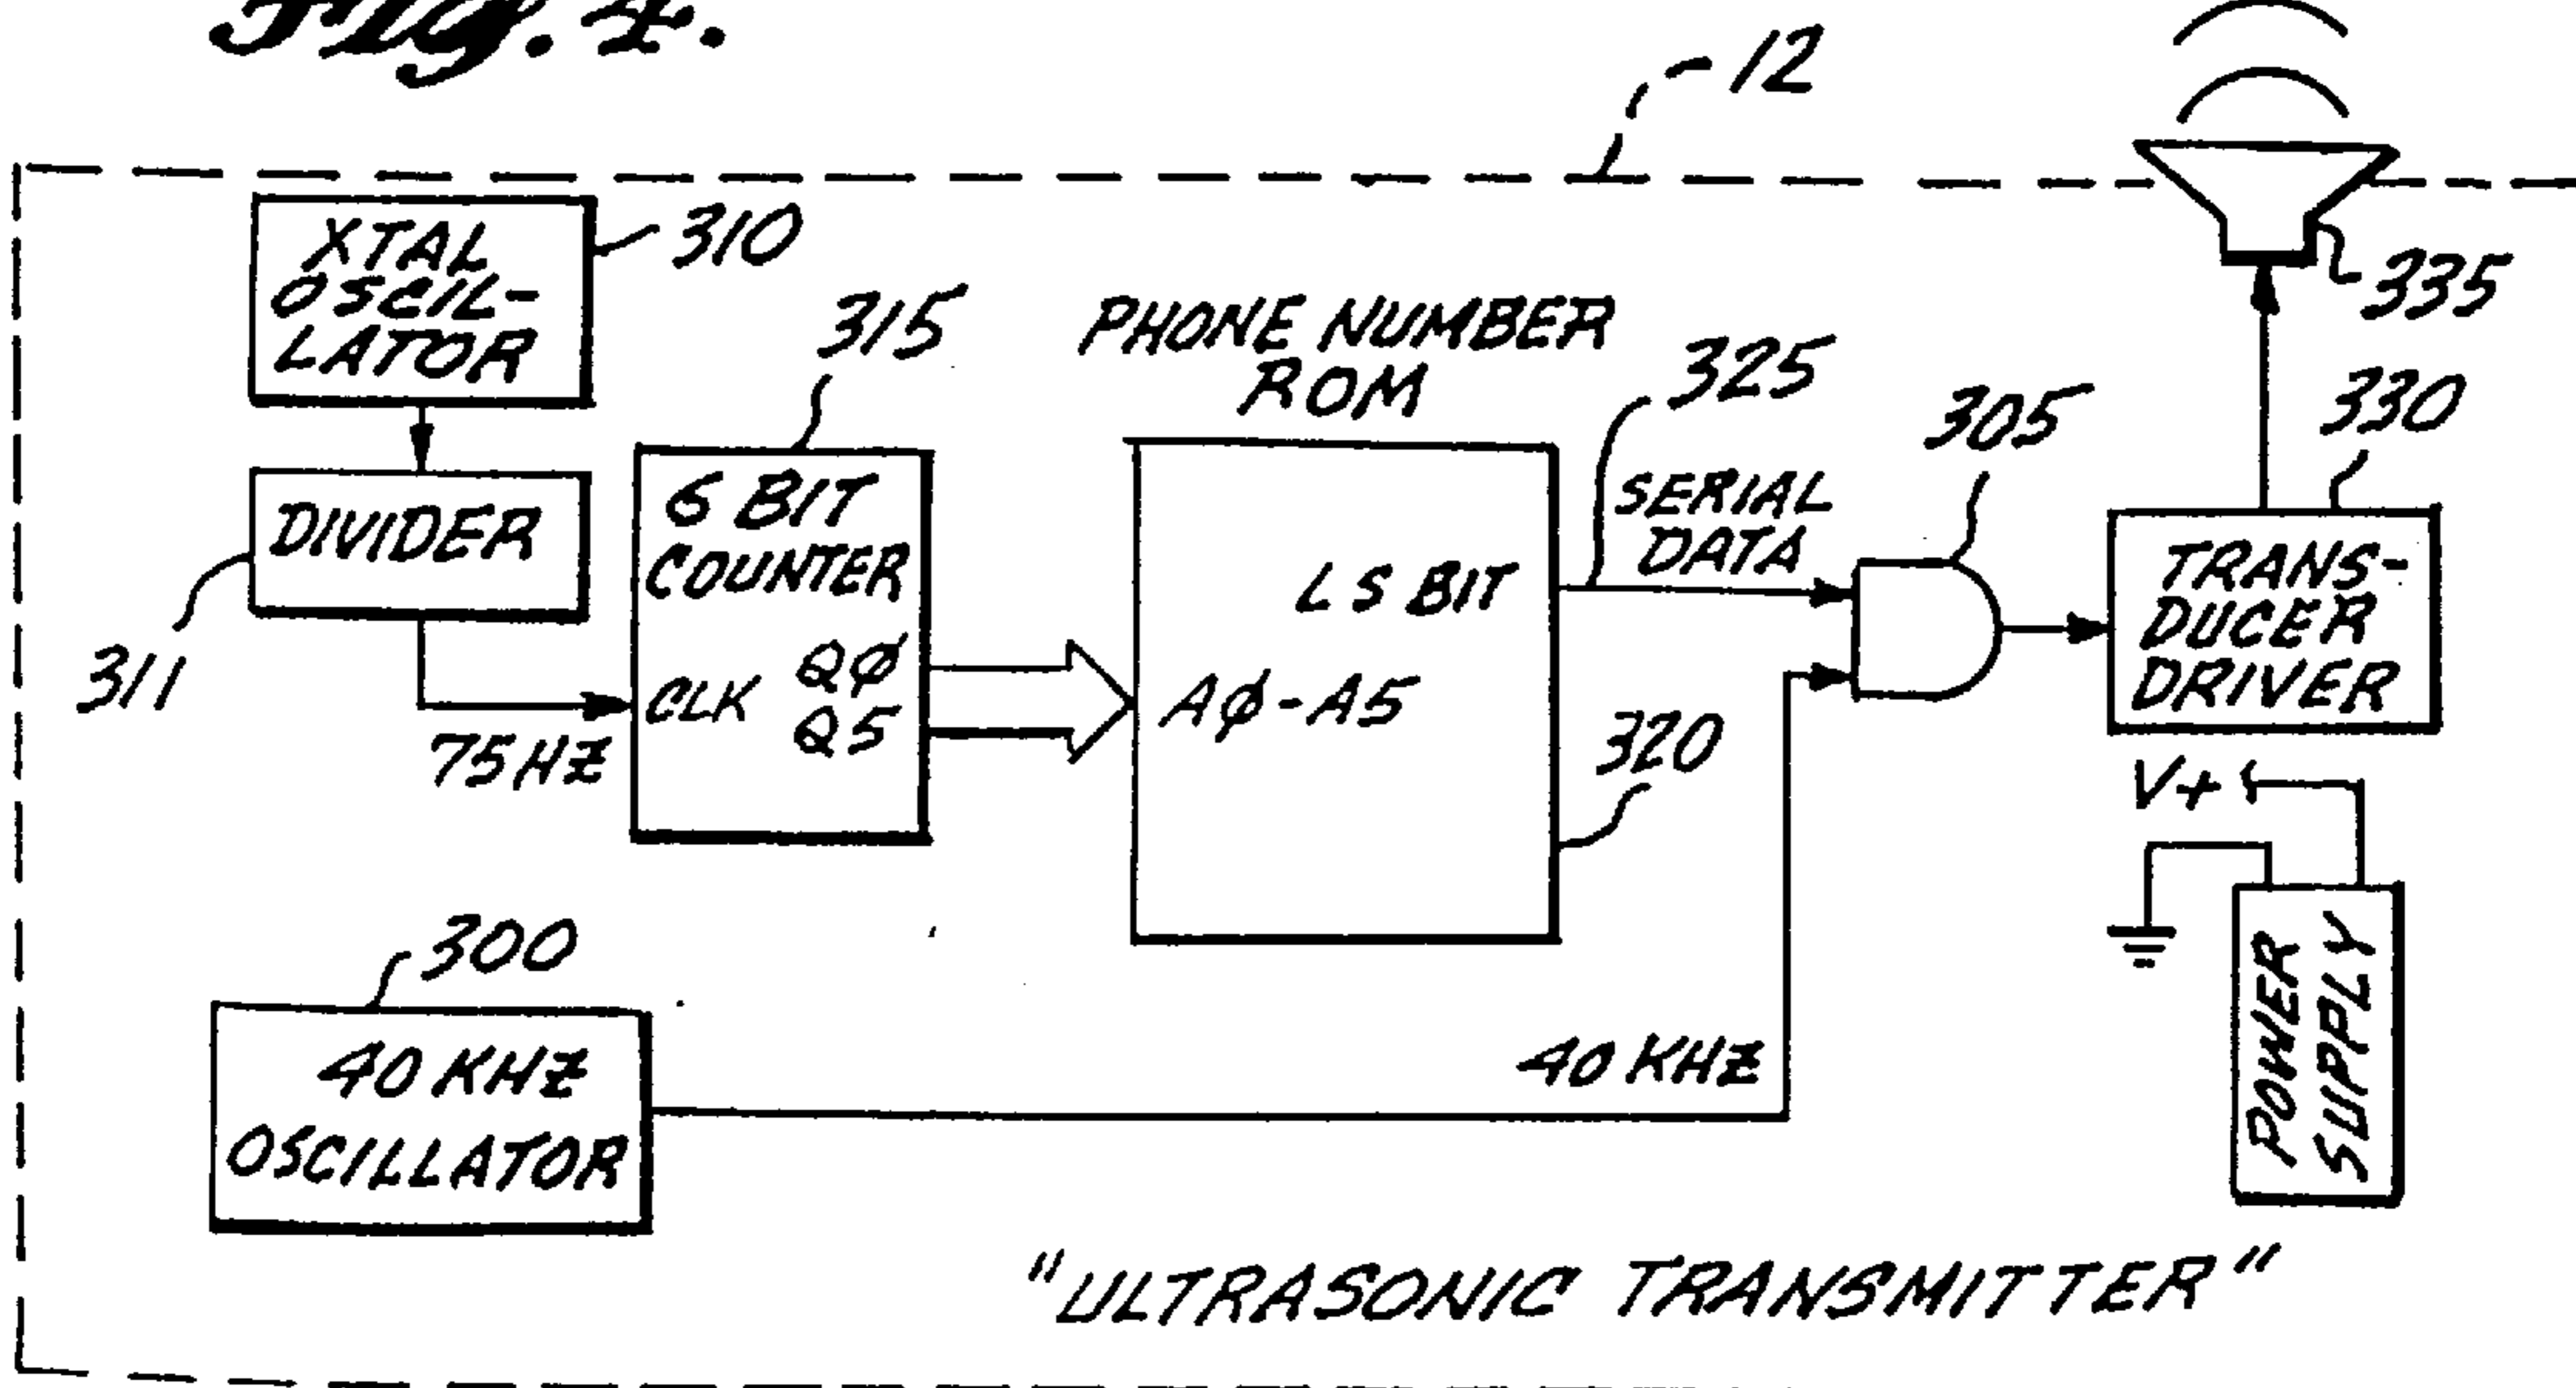 Fig. 4.
12
XTAL
OSCIL-
LATOR
310
335
315
PHONE NUMBER
ROM
325
305
330
DIVIDER
311
6 BIT
COUNTER
CLK
QØ
Q5
75 HZ
LS BIT
AØ-A5
320
SERIAL
DATA
TRANS-
DUCER
DRIVER
V+
POWER
SUPPLY
300
40 KHZ
OSCILLATOR
40 KHZ
"ULTRASONIC TRANSMITTER"